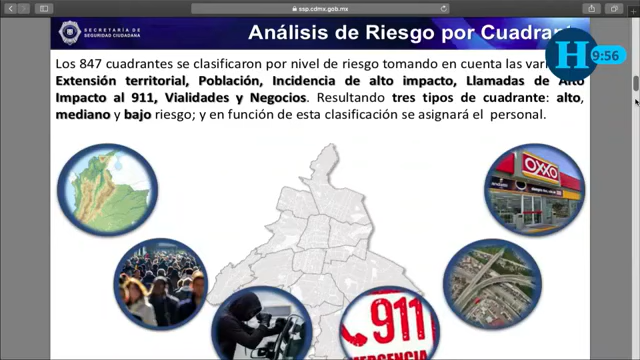 ssp.cdmx.gob.mx
SECRETARÍA DE
SEGURIDAD CIUDADANA
Análisis de Riesgo por Cuadrant
H 9:56
Los 847 cuadrantes se clasificaron por nivel de riesgo tomando en cuenta las vari
Extensión territorial, Población, Incidencia de alto impacto, Llamadas de Alto
Impacto al 911, Vialidades y Negocios. Resultando tres tipos de cuadrante: alto,
mediano y bajo riesgo; y en función de esta clasificación se asignará el personal.
OXXO
911